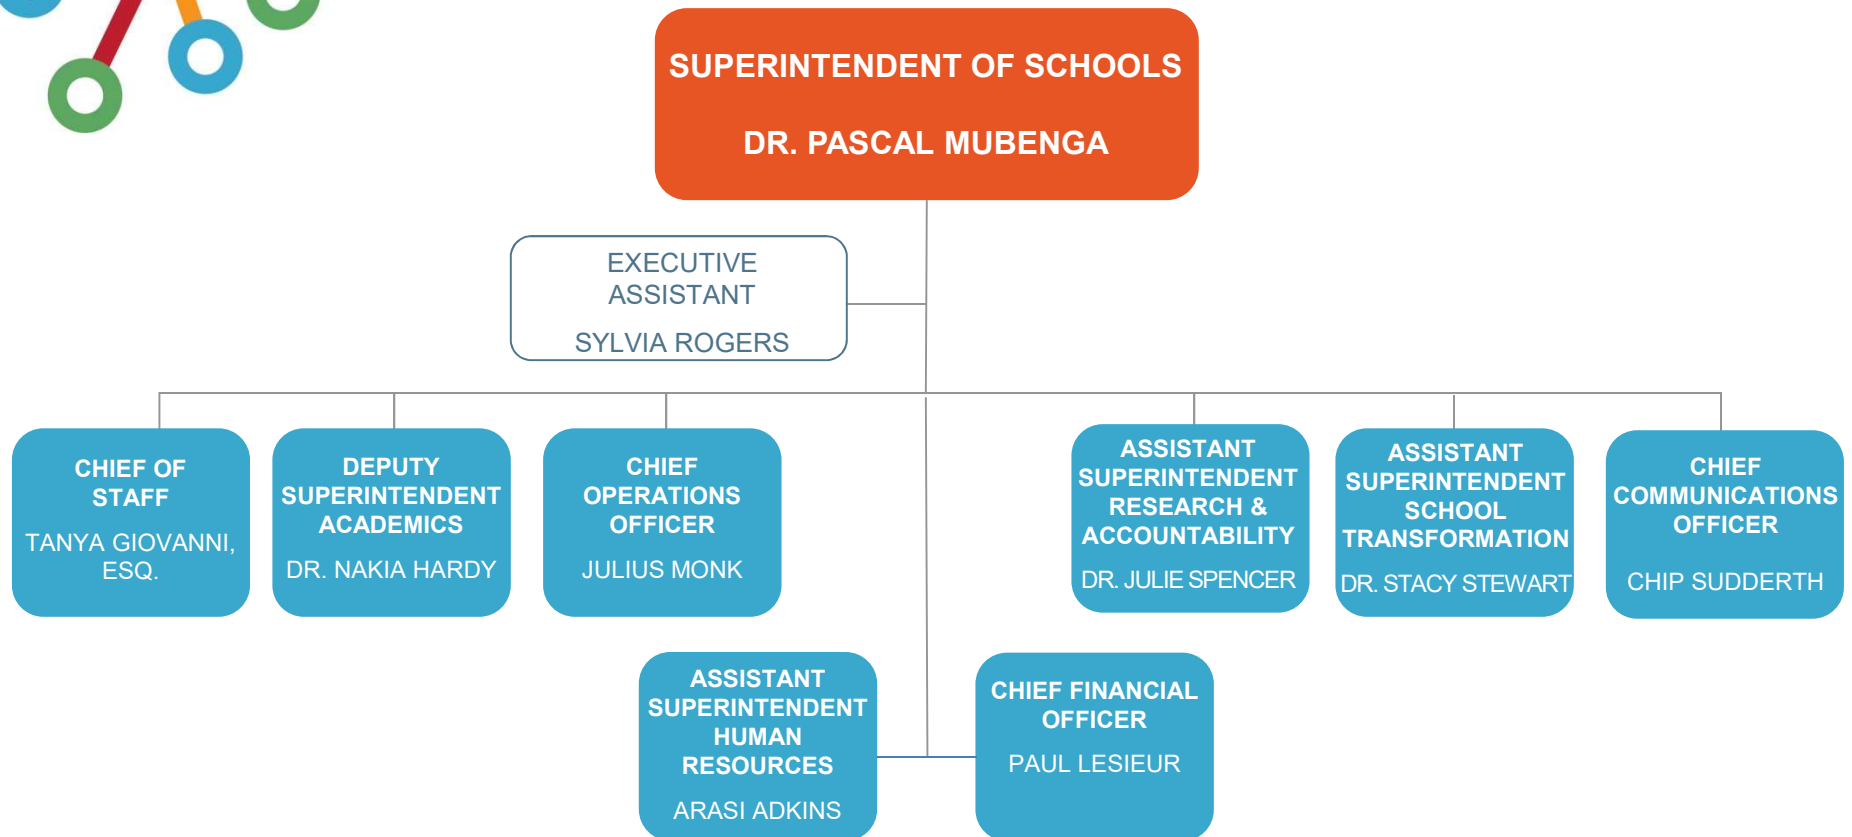 SUPERINTENDENT OF SCHOOLS
DR. PASCAL MUBENGA
EXECUTIVE
ASSISTANT
SYLVIA ROGERS
CHIEF OF
STAFF
TANYA GIOVANNI,
ESQ.
DEPUTY
SUPERINTENDENT
ACADEMICS
DR. NAKIA HARDY
CHIEF
OPERATIONS
OFFICER
JULIUS MONK
ASSISTANT
SUPERINTENDENT
RESEARCH &
ACCOUNTABILITY
DR. JULIE SPENCER
ASSISTANT
SUPERINTENDENT
SCHOOL
TRANSFORMATION
DR. STACY STEWART
CHIEF
COMMUNICATIONS
OFFICER
CHIP SUDDERTH
ASSISTANT
SUPERINTENDENT
HUMAN
RESOURCES
ARASI ADKINS
CHIEF FINANCIAL
OFFICER
PAUL LESIEUR